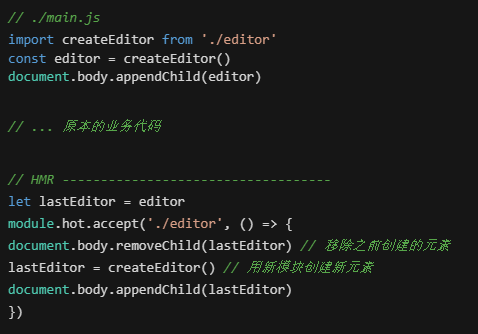 // ./main.js
import createEditor from './editor'
const editor = createEditor()
document.body.appendChild(editor)
// ... 原本的业务代码
// HMR -----------------------------------
let lastEditor = editor
module.hot.accept('./editor', () => {
document.body.removeChild(lastEditor) // 移除之前创建的元素
lastEditor = createEditor() // 用新模块创建新元素
document.body.appendChild(lastEditor)
})